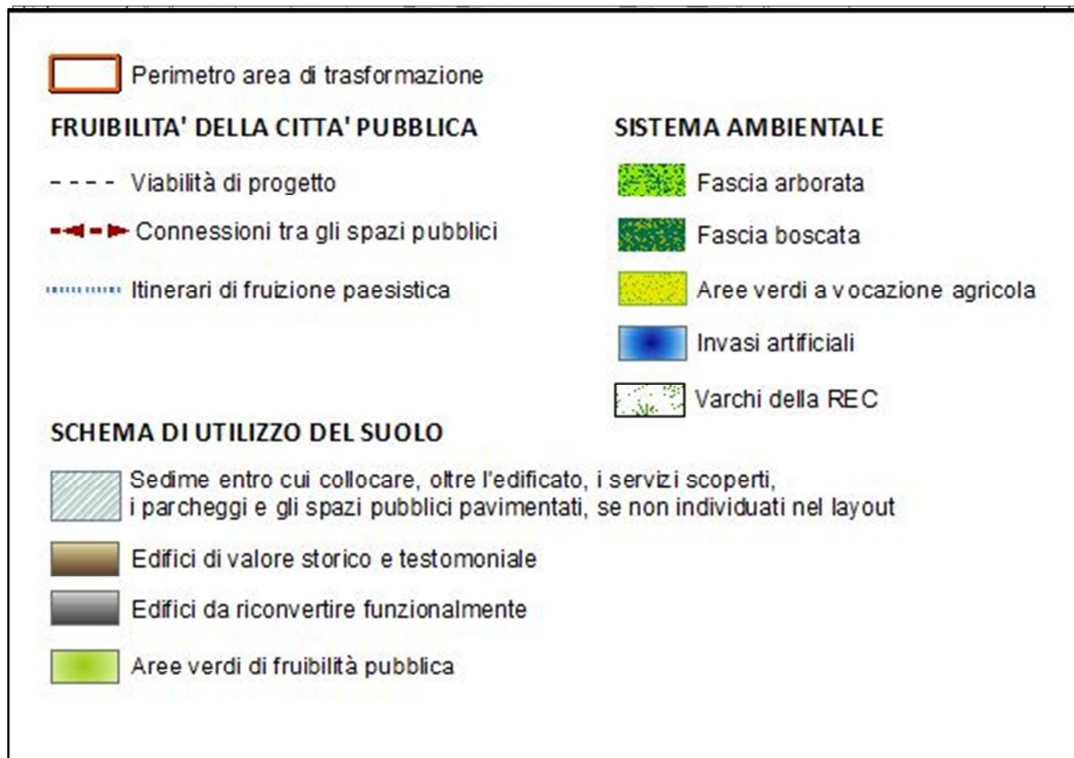 Perimetro area di trasformazione
FRUIBILITA' DELLA CITTA' PUBBLICA
Viabilità di progetto
Connessioni tra gli spazi pubblici
Itinerari di fruizione paesistica
SISTEMA AMBIENTALE
Fascia arborata
Fascia boscata
Aree verdi a vocazione agricola
Invasi artificiali
Varchi della REC
SCHEMA DI UTILIZZO DEL SUOLO
Sedime entro cui collocare, oltre l'edificato, i servizi scoperti,
i parcheggi e gli spazi pubblici pavimentati, se non individuati nel layout
Edifici di valore storico e testomoniale
Edifici da riconvertire funzionalmente
Aree verdi di fruibilità pubblica